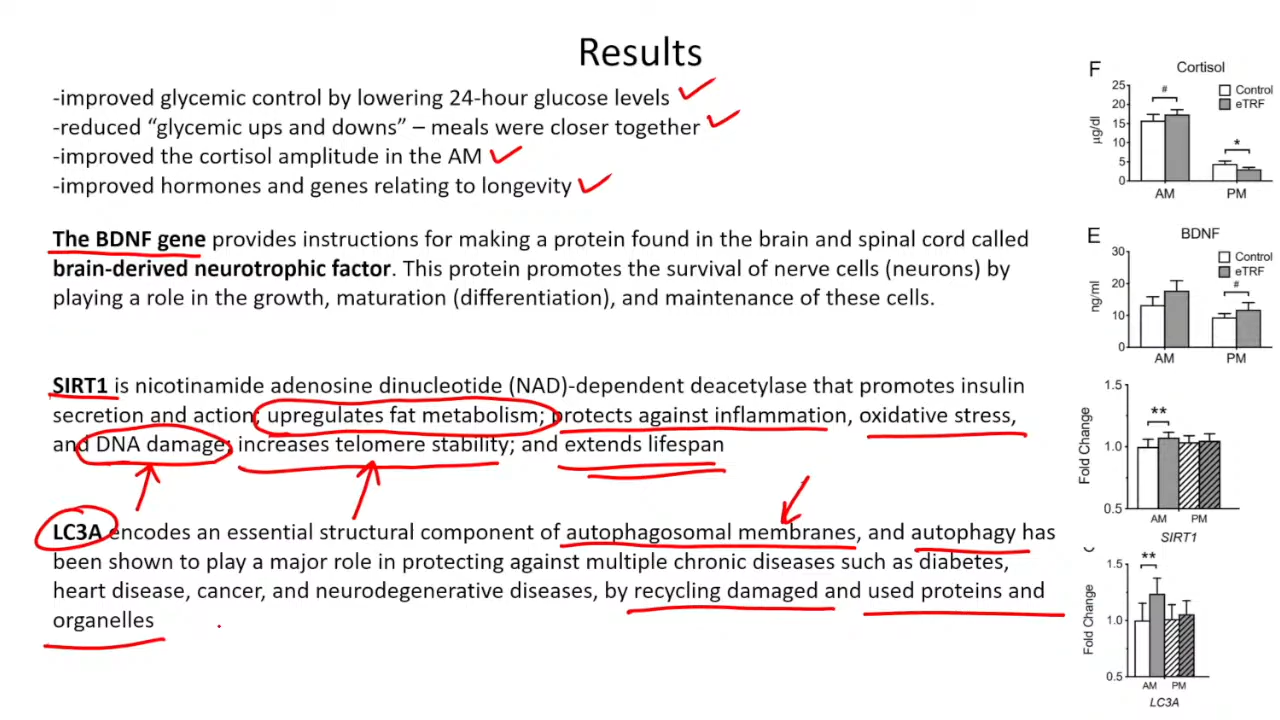 Results
-improved glycemic control by lowering 24-hour glucose levels
-reduced “glycemic ups and downs” – meals were closer together
-improved the cortisol amplitude in the AM
-improved hormones and genes relating to longevity
The BDNF gene provides instructions for making a protein found in the brain and spinal cord called
brain-derived neurotrophic factor. This protein promotes the survival of nerve cells (neurons) by
playing a role in the growth, maturation (differentiation), and maintenance of these cells.
SIRT1 is nicotinamide adenosine dinucleotide (NAD)-dependent deacetylase that promotes insulin
secretion and action; upregulates fat metabolism; protects against inflammation, oxidative stress,
and DNA damage; increases telomere stability; and extends lifespan
LC3A encodes an essential structural component of autophagosomal membranes, and autophagy has
been shown to play a major role in protecting against multiple chronic diseases such as diabetes,
heart disease, cancer, and neurodegenerative diseases, by recycling damaged and used proteins and
organelles
F
Cortisol
25
20
15
10
5
0
µg/dl
Control
eTRF
#
*
AM PM
E
BDNF
30
20
10
0
ng/ml
Control
eTRF
#
AM PM
1.5
1.0
0.5
Fold Change
**
AM PM
SIRT1
1.5
1.0
0.5
Fold Change
**
AM PM
LC3A